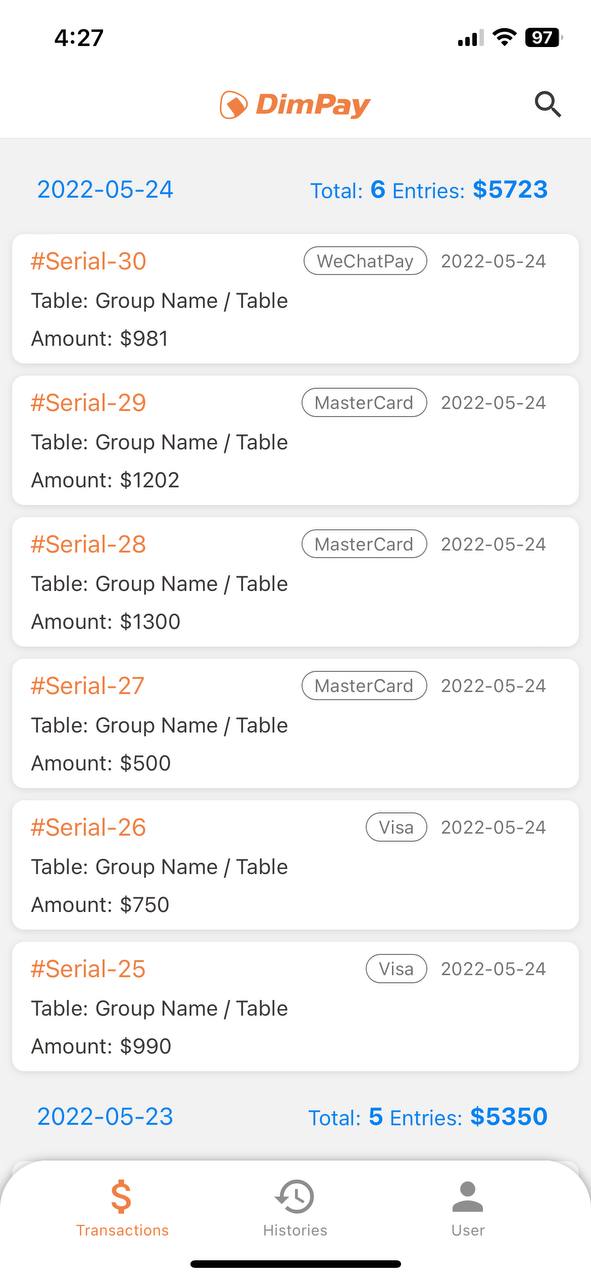 4:27
97
DimPay
2022-05-24 Total: 6 Entries: $5723
#Serial-30 WeChatPay 2022-05-24
Table: Group Name / Table
Amount: $981
#Serial-29 MasterCard 2022-05-24
Table: Group Name / Table
Amount: $1202
#Serial-28 MasterCard 2022-05-24
Table: Group Name / Table
Amount: $1300
#Serial-27 MasterCard 2022-05-24
Table: Group Name / Table
Amount: $500
#Serial-26 Visa 2022-05-24
Table: Group Name / Table
Amount: $750
#Serial-25 Visa 2022-05-24
Table: Group Name / Table
Amount: $990
2022-05-23 Total: 5 Entries: $5350
Transactions Histories User